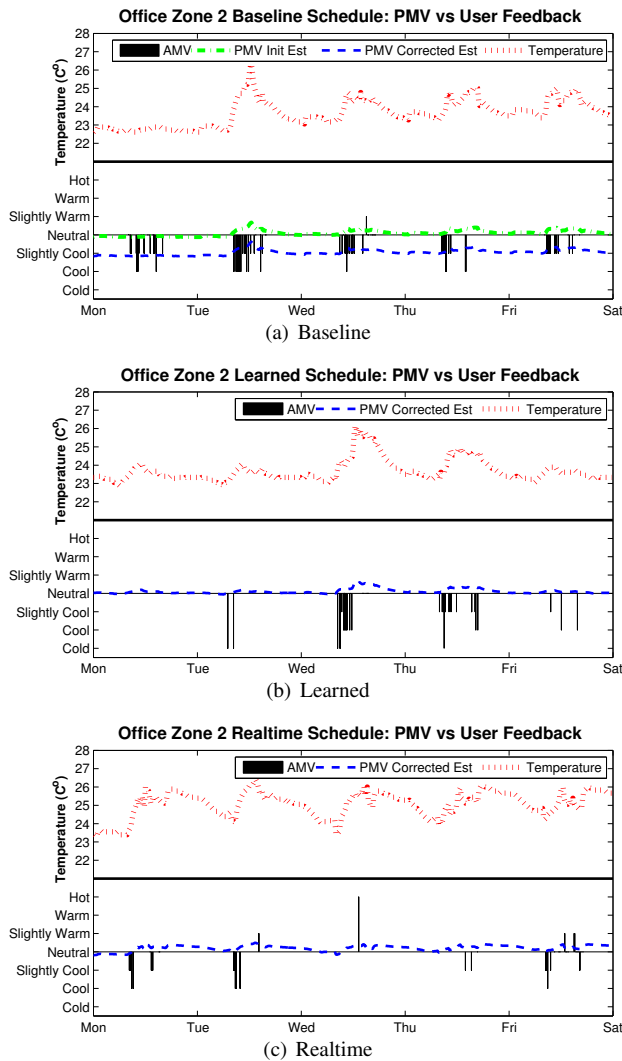 Office Zone 2 Baseline Schedule: PMV vs User Feedback
AMV PMV Init Est PMV Corrected Est Temperature
Temperature (C°)
28
27
26
25
24
23
22
Hot
Warm
Slightly Warm
Neutral
Slightly Cool
Cool
Cold
Mon Tue Wed Thu Fri Sat
(a) Baseline
Office Zone 2 Learned Schedule: PMV vs User Feedback
AMV PMV Corrected Est Temperature
Temperature (C°)
28
27
26
25
24
23
22
Hot
Warm
Slightly Warm
Neutral
Slightly Cool
Cool
Cold
Mon Tue Wed Thu Fri Sat
(b) Learned
Office Zone 2 Realtime Schedule: PMV vs User Feedback
AMV PMV Corrected Est Temperature
Temperature (C°)
28
27
26
25
24
23
22
21
Hot
Warm
Slightly Warm
Neutral
Slightly Cool
Cool
Cold
Mon Tue Wed Thu Fri Sat
(c) Realtime